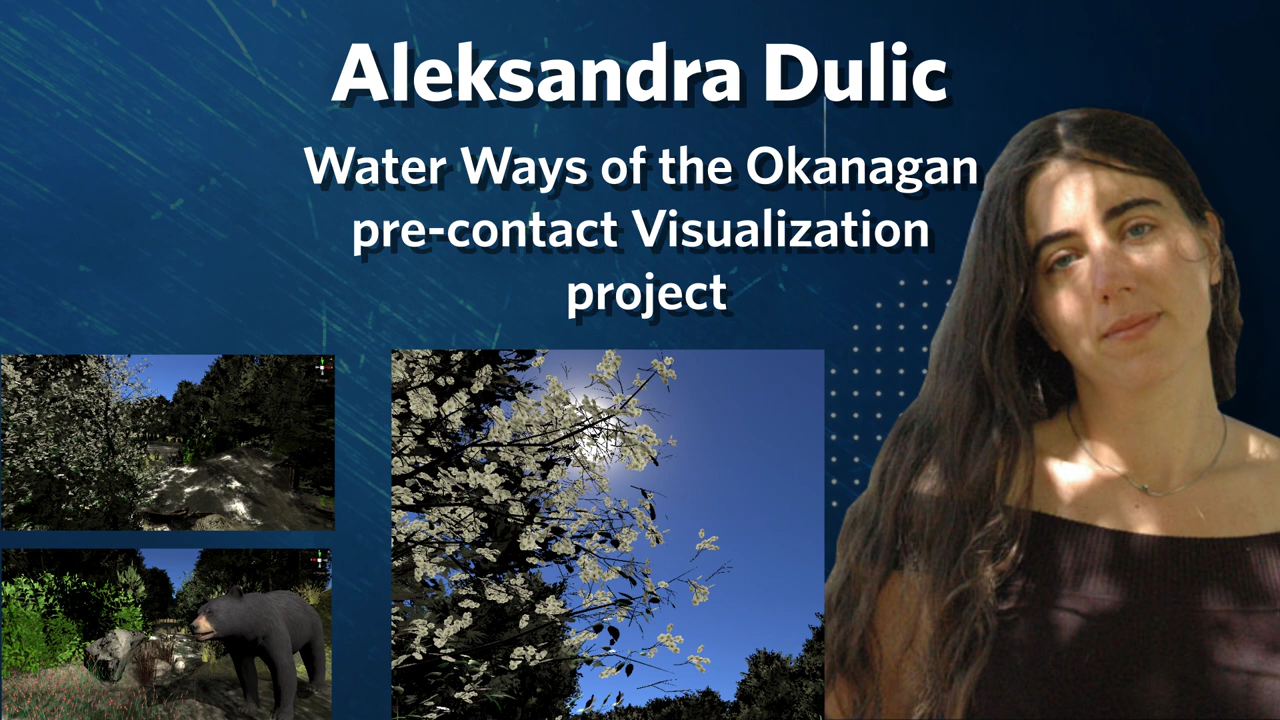 Aleksandra Dulic
Water Ways of the Okanagan
pre-contact Visualization
project